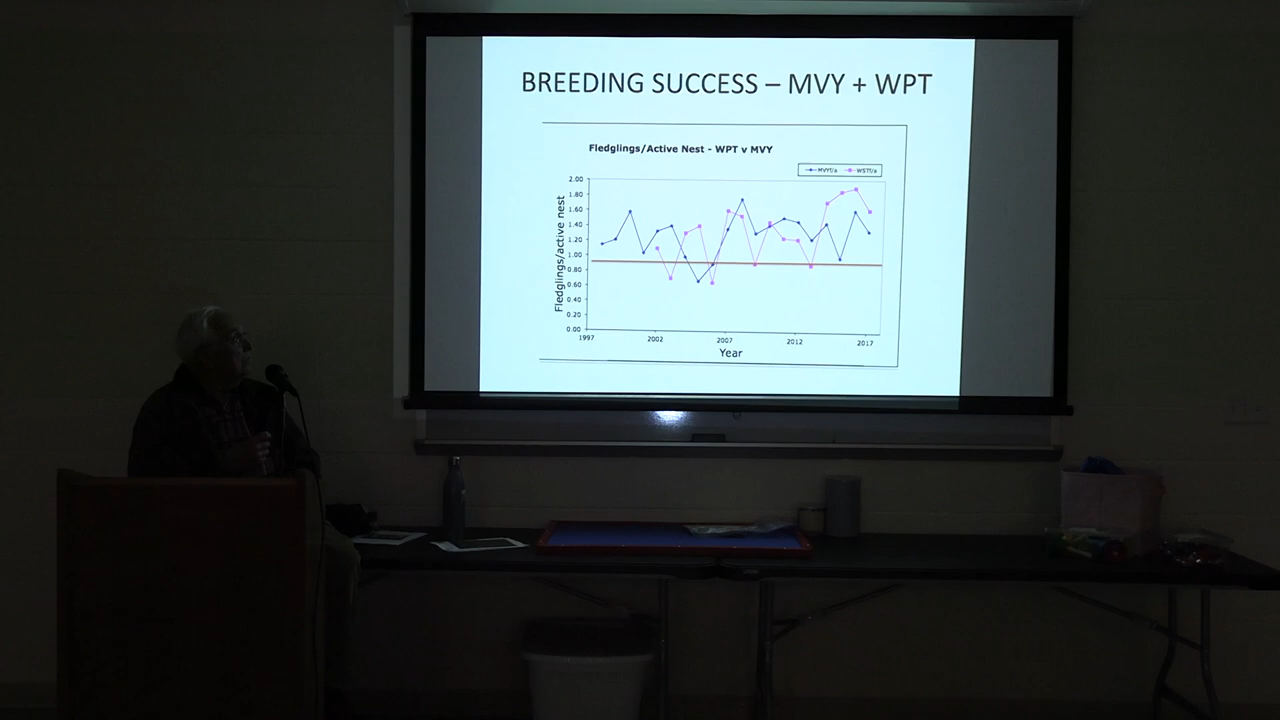 BREEDING SUCCESS – MVY + WPT
Fledglings/Active Nest - WPT v MVY
MVYf/a WSTf/a
Fledglings/active nest
2.00
1.80
1.60
1.40
1.20
1.00
0.80
0.60
0.40
0.20
0.00
1997 2002 2007 2012 2017
Year